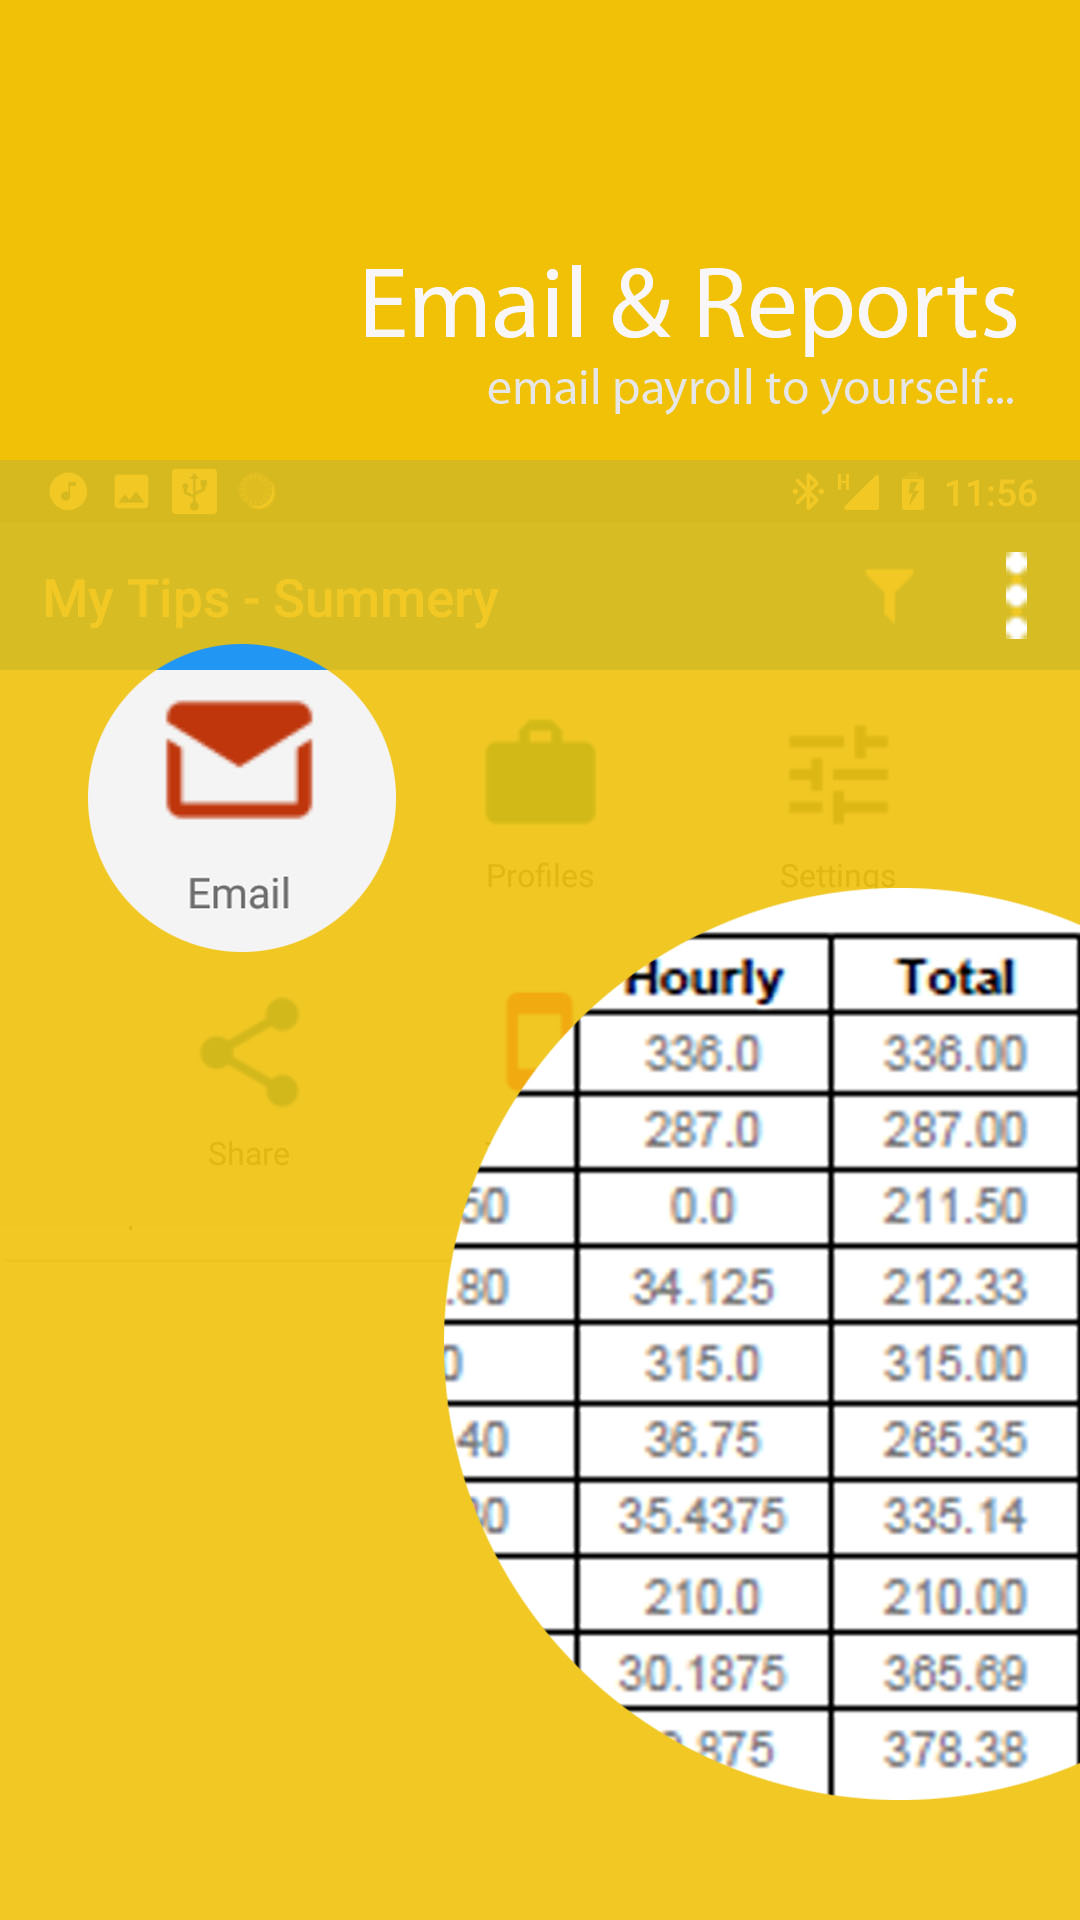 Email & Reports
email payroll to yourself...
H 11:56
My Tips - Summery
Email
Profiles
Settings
Share
Hourly Total
336.0 336.00
287.0 287.00
50 0.0 211.50
.80 34.125 212.33
0 315.0 315.00
40 36.75 265.35
0 35.4375 335.14
210.0 210.00
30.1875 365.69
.875 378.38